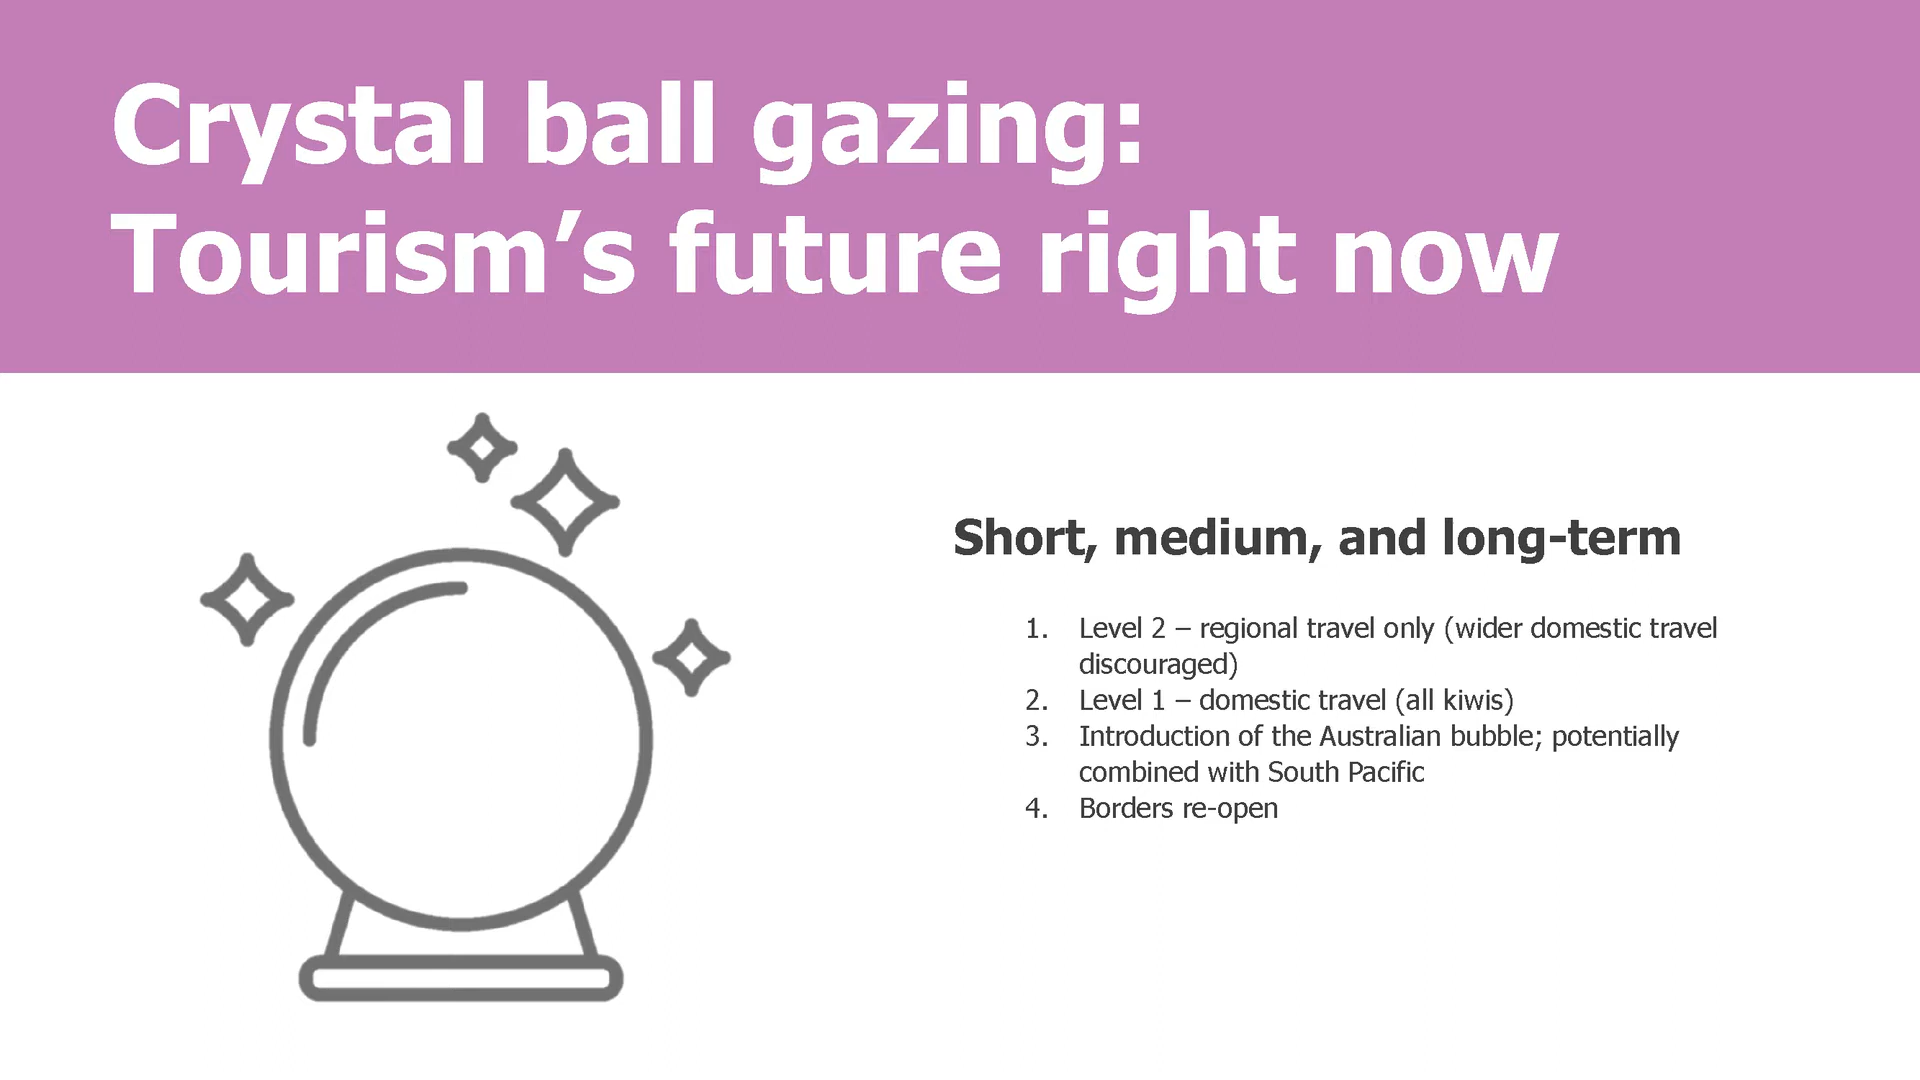 Crystal ball gazing:
Tourism’s future right now
Short, medium, and long-term
1. Level 2 – regional travel only (wider domestic travel
discouraged)
2. Level 1 – domestic travel (all kiwis)
3. Introduction of the Australian bubble; potentially
combined with South Pacific
4. Borders re-open